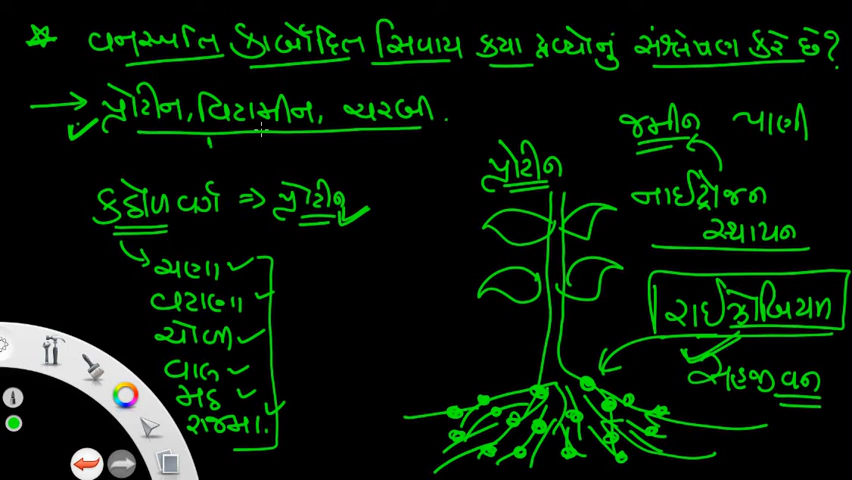 વનસ્પતિ કાર્બોદિત સિવાય કયા દ્રવ્યોનું સંશ્લેષણ કરે છે?
પ્રોટીન, વિટામીન, ચરબી.
કઠોળ વર્ગ ⇒ પ્રોટીન
ચણા
વટાણા
ચોળી
વાલ
મઠ
રાજમા.
પ્રોટીન
જમીન પાણી
નાઈટ્રોજન
સ્થાપન
રાઈઝોબિયમ
સહજીવન